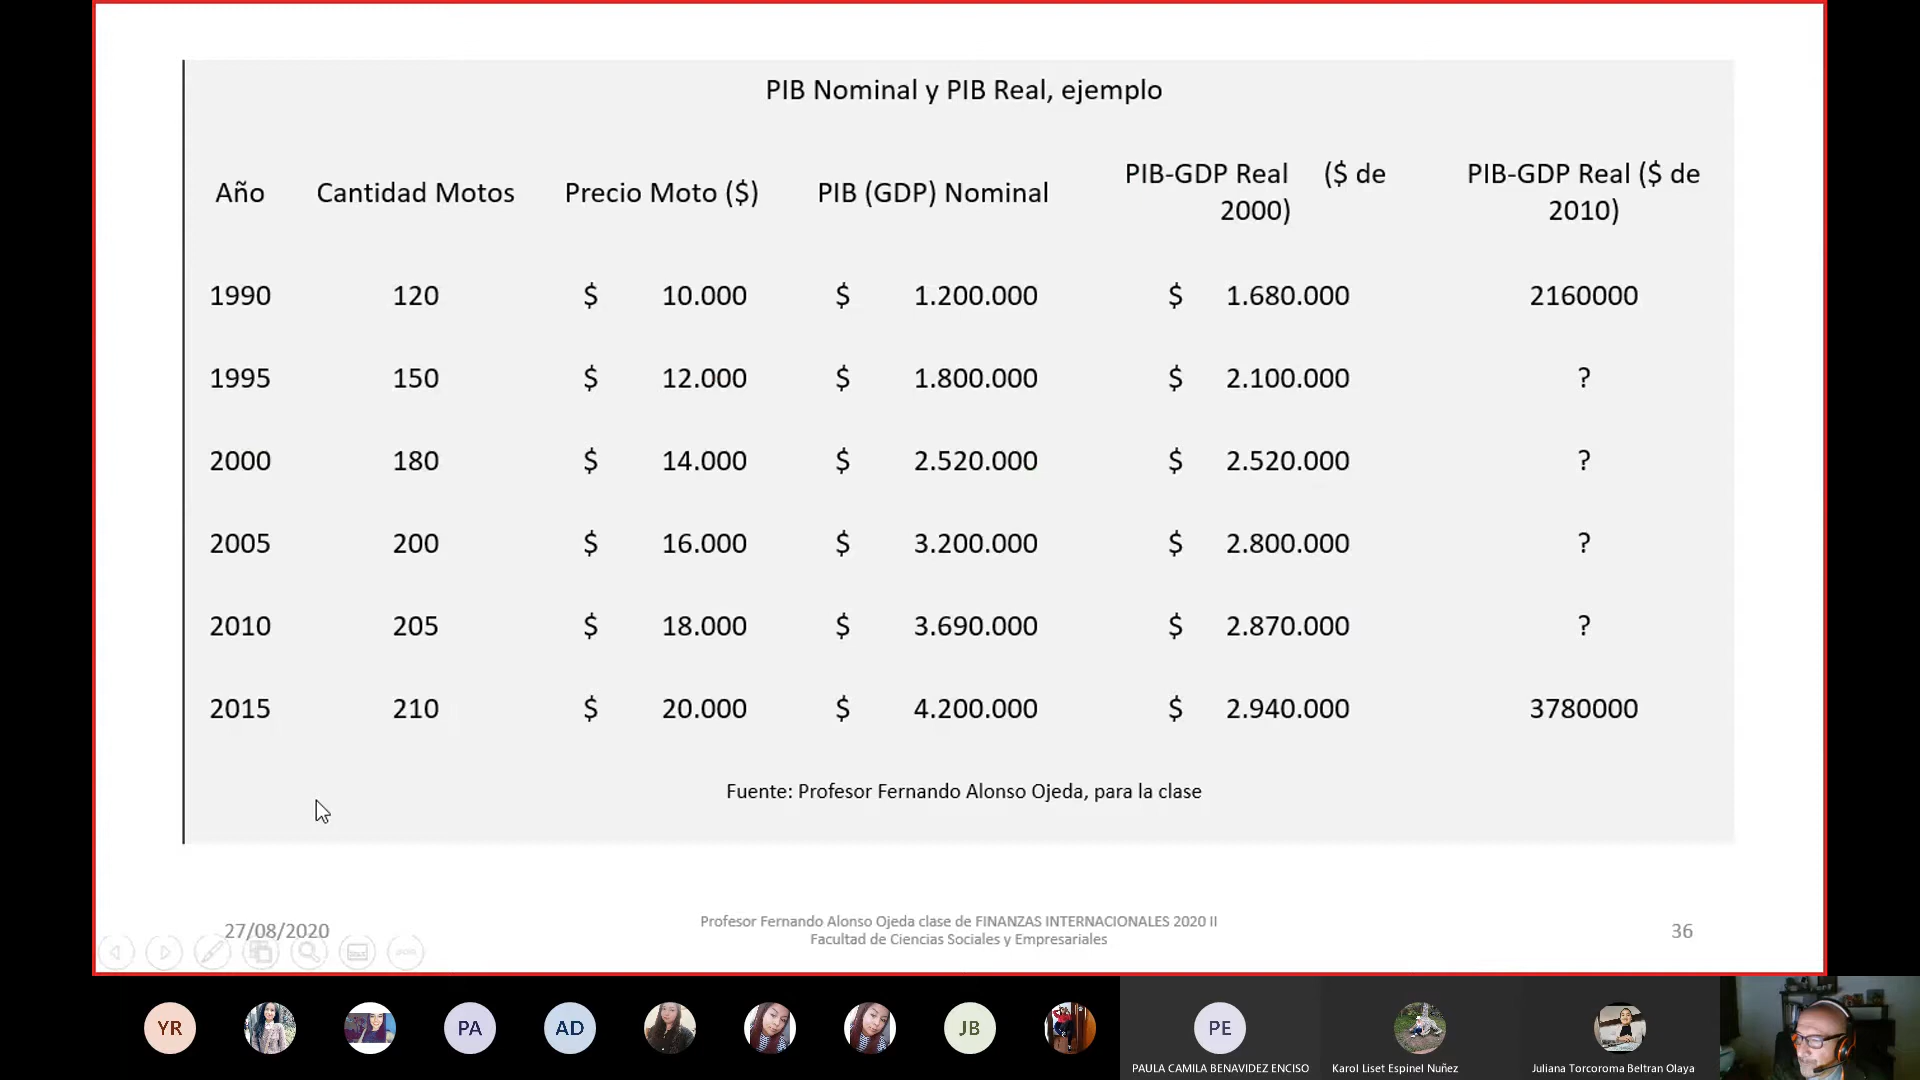 PIB Nominal y PIB Real, ejemplo
Año Cantidad Motos Precio Moto ($) PIB (GDP) Nominal PIB-GDP Real ($ de 2000) PIB-GDP Real ($ de 2010)
1990 120 $ 10.000 $ 1.200.000 $ 1.680.000 2160000
1995 150 $ 12.000 $ 1.800.000 $ 2.100.000 ?
2000 180 $ 14.000 $ 2.520.000 $ 2.520.000 ?
2005 200 $ 16.000 $ 3.200.000 $ 2.800.000 ?
2010 205 $ 18.000 $ 3.690.000 $ 2.870.000 ?
2015 210 $ 20.000 $ 4.200.000 $ 2.940.000 3780000
Fuente: Profesor Fernando Alonso Ojeda, para la clase
27/08/2020
Profesor Fernando Alonso Ojeda clase de FINANZAS INTERNACIONALES 2020 II
Facultad de Ciencias Sociales y Empresariales
36
YR PA AD JB PE
PAULA CAMILA BENAVIDEZ ENCISO Karol Liset Espinel Nuñez Juliana Torcoroma Beltran Olaya